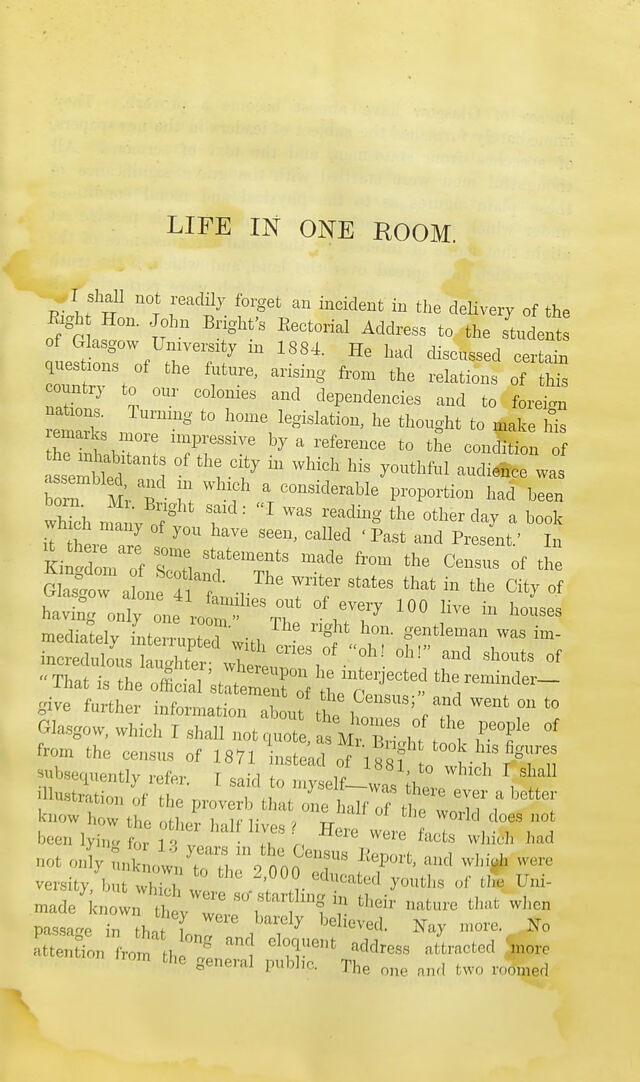 LIFE IN ONE ROOM.
I shall not readily forget an incident in the delivery of the
Right Hon. John Bright's Rectorial Address to the students
of Glasgow University in 1884. He had discussed certain
questions of the future, arising from the relations of this
country to our colonies and dependencies and to foreign
nations. Turning to home legislation, he thought to make his
remarks more impressive by a reference to the condition of
the inhabitants of the city in which his youthful audience was
assembled, and in which a considerable proportion had been
born. Mr. Bright said: "I was reading the other day a book
which many of you have seen, called 'Past and Present.' In
it there are some statements made from the Census of the
Kingdom of Scotland. The writer states that in the City of
Glasgow alone 41 families out of every 100 live in houses
having only one room." The right hon. gentleman was im-
mediately interrupted with cries of "oh! oh!" and shouts of
incredulous laughter; whereupon he interjected the reminder—
"That is the official statement of the Census;" and went on to
give further information about the homes of the people of
Glasgow, which I shall not quote, as Mr. Bright took his figures
from the census of 1871 instead of 1881, to which I shall
subsequently refer. I said to myself—was there ever a better
illustration of the proverb that one half of the world does not
know how the other half lives? Here were facts which had
been lying for 13 years in the Census Report, and which were
not only unknown to the 2,000 educated youths of the Uni-
versity, but which were so startling in their nature that when
made known they were barely believed. Nay more. No
passage in that long and eloquent address attracted more
attention from the general public. The one and two roomed